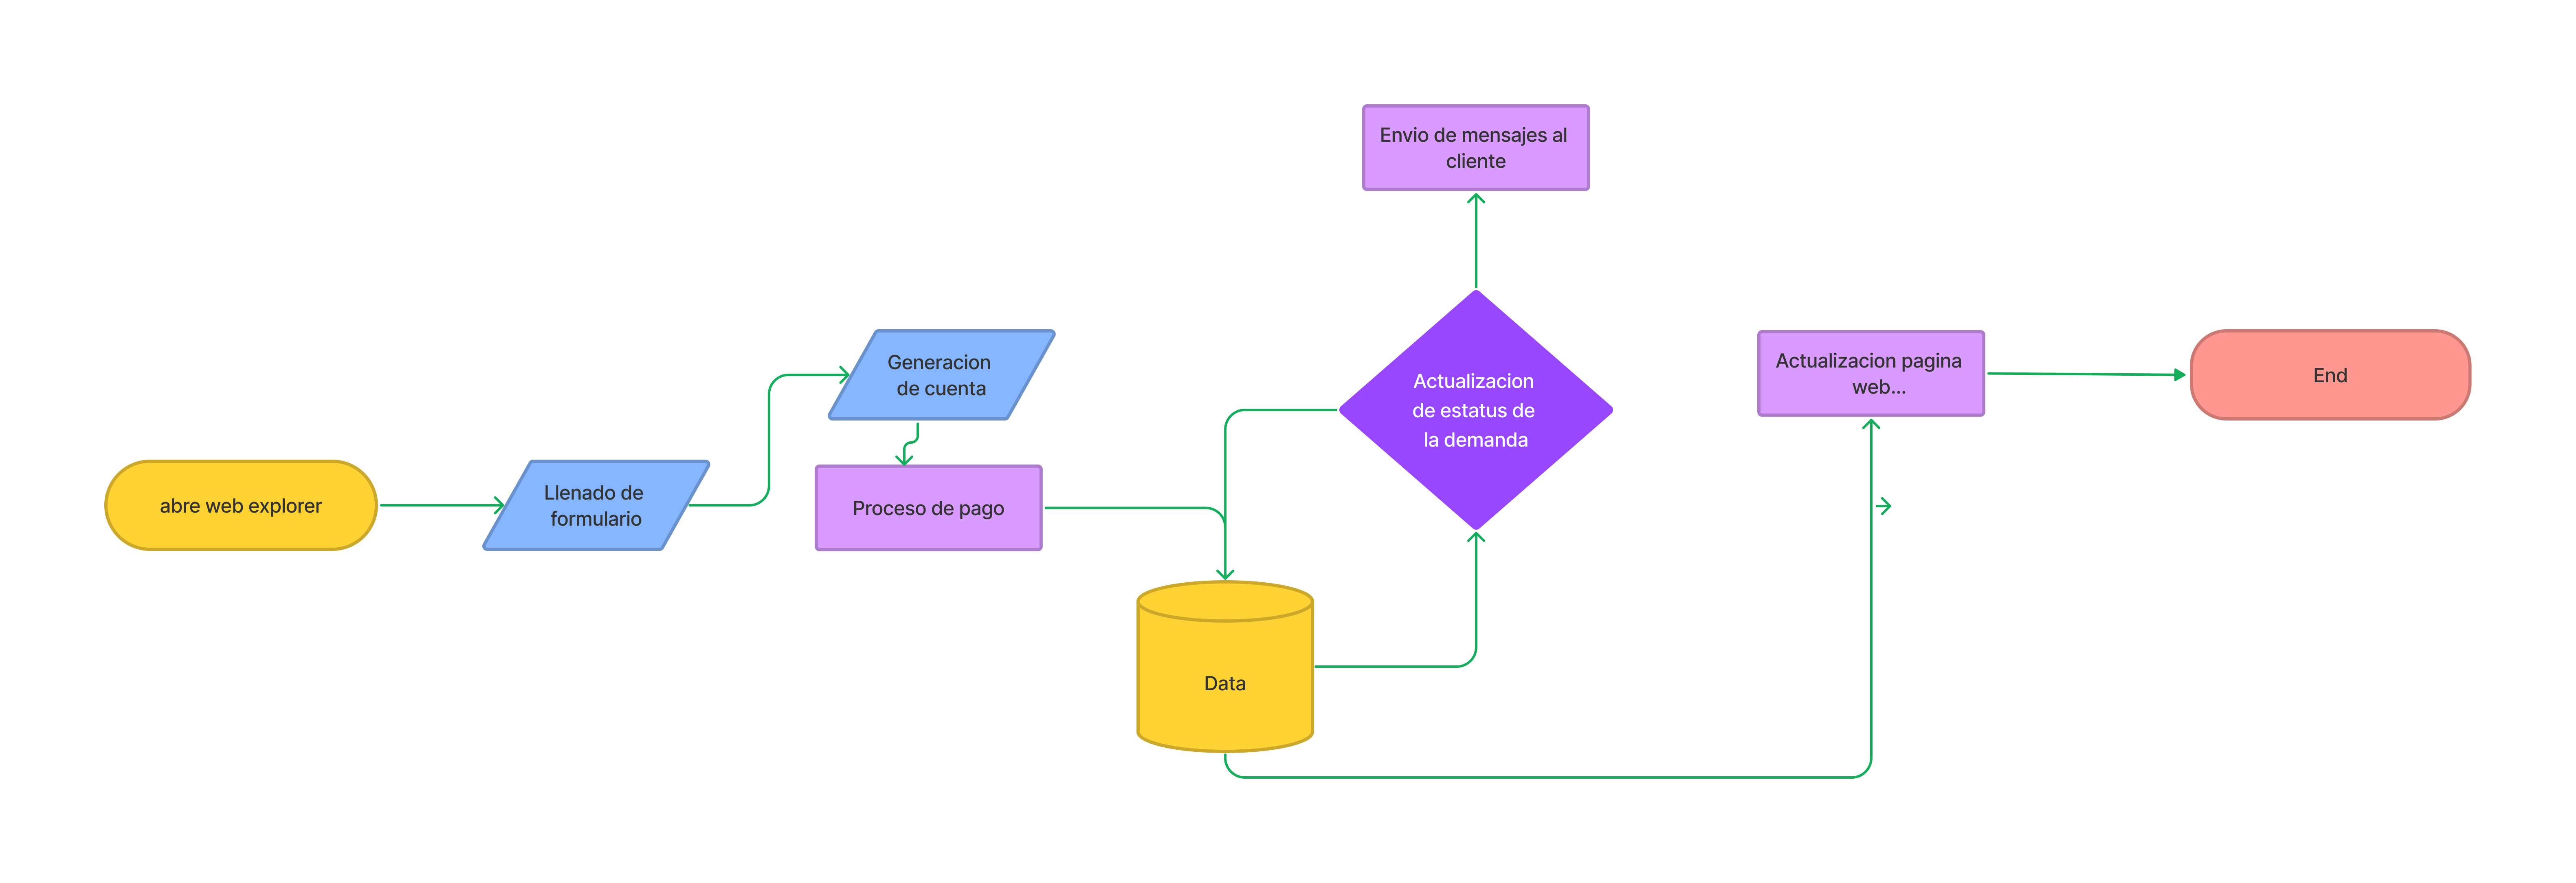 abre web explorer
Llenado de
formulario
Generacion
de cuenta
Proceso de pago
Data
Envio de mensajes al
cliente
Actualizacion
de estatus de
la demanda
Actualizacion pagina
web...
End